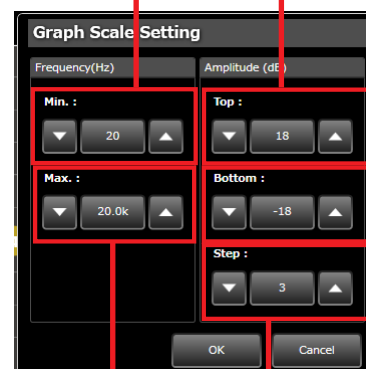 Graph Scale Setting
Frequency(Hz)
Amplitude (dB)
Min. :
20
Max. :
20.0k
Top :
18
Bottom :
-18
Step :
3
OK
Cancel